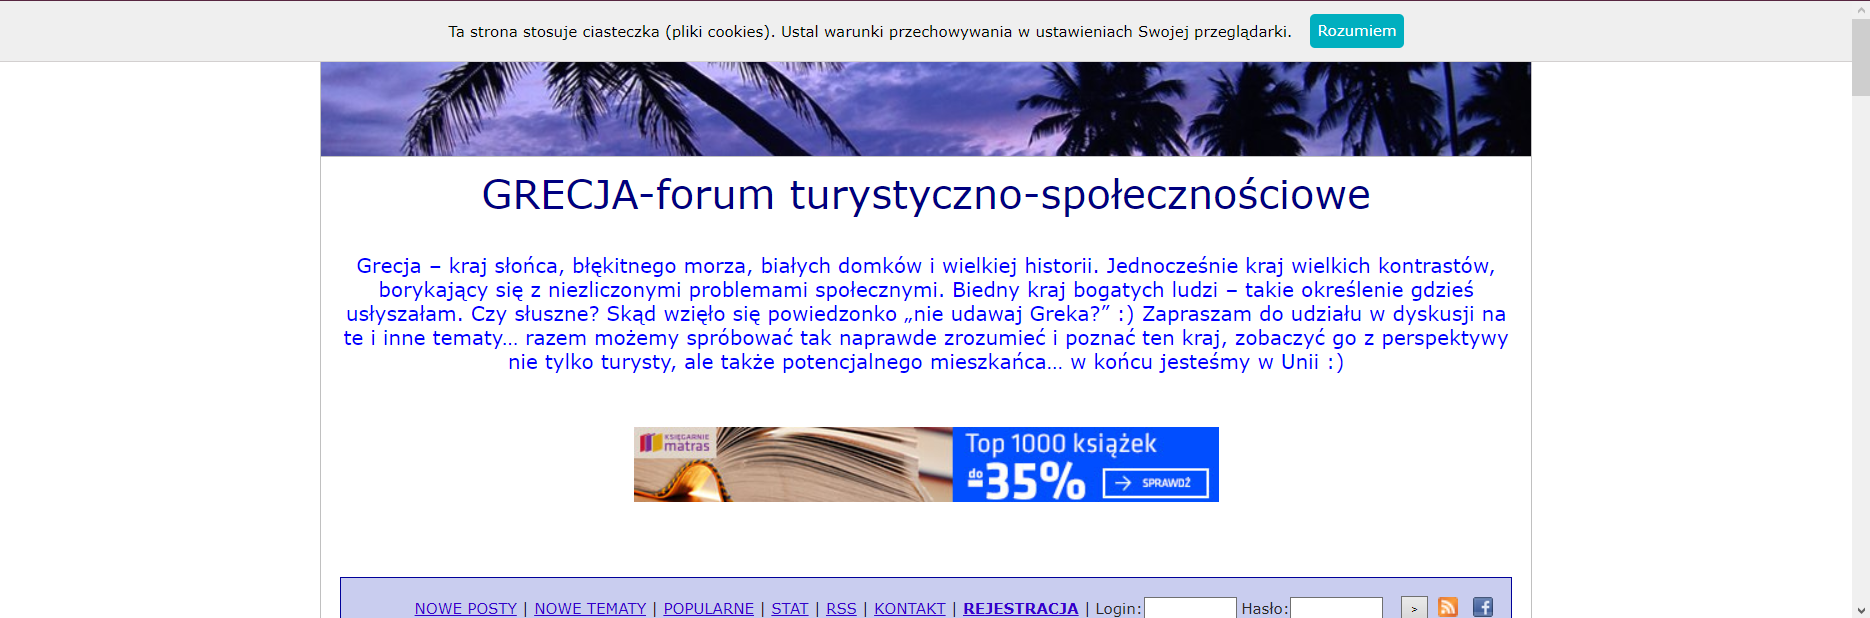 Ta strona stosuje ciasteczka (pliki cookies). Ustal warunki przechowywania w ustawieniach Swojej przeglądarki. Rozumiem
GRECJA-forum turystyczno-społecznościowe
Grecja – kraj słońca, błękitnego morza, białych domków i wielkiej historii. Jednocześnie kraj wielkich kontrastów,
borykający się z niezliczonymi problemami społecznymi. Biedny kraj bogatych ludzi – takie określenie gdzieś
usłyszałam. Czy słuszne? Skąd wzięło się powiedzonko „nie udawaj Greka?” :) Zapraszam do udziału w dyskusji na
te i inne tematy... razem możemy spróbować tak naprawde zrozumieć i poznać ten kraj, zobaczyć go z perspektywy
nie tylko turysty, ale także potencjalnego mieszkańca... w końcu jesteśmy w Unii :)
KSIĘGARNIE
matras
Top 1000 książek
do -35%
→ SPRAWDŹ
NOWE POSTY | NOWE TEMATY | POPULARNE | STAT | RSS | KONTAKT | REJESTRACJA | Login: Hasło: >